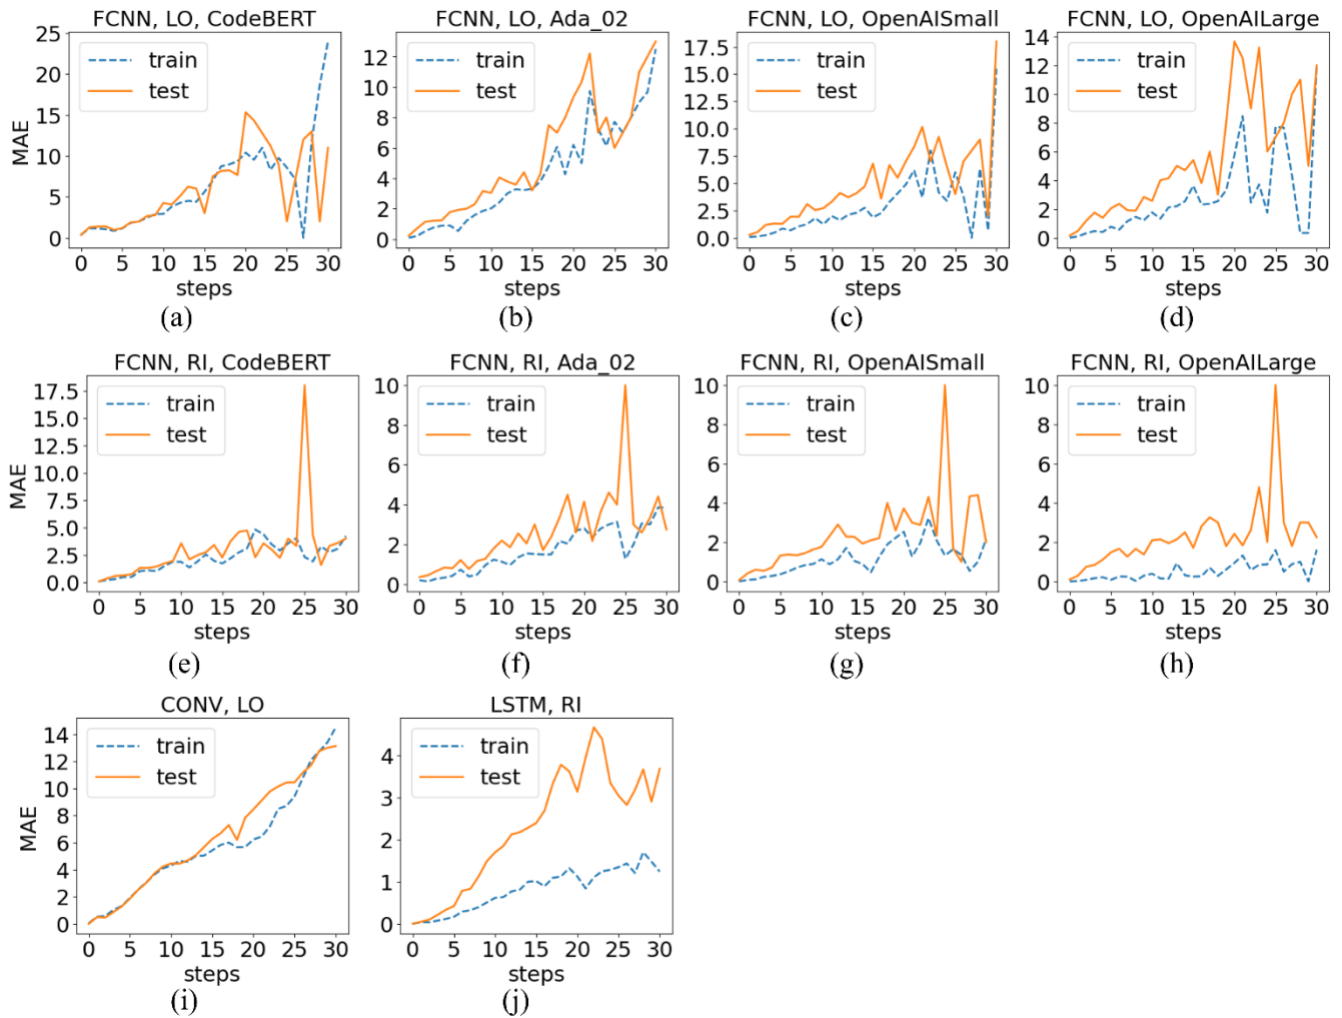 FCNN, LO, CodeBERT
25
20
15
10
5
0
MAE
train
test
0 5 10 15 20 25 30
steps
(a)
FCNN, LO, Ada_02
12
10
8
6
4
2
0
train
test
0 5 10 15 20 25 30
steps
(b)
FCNN, LO, OpenAISmall
17.5
15.0
12.5
10.0
7.5
5.0
2.5
0.0
train
test
0 5 10 15 20 25 30
steps
(c)
FCNN, LO, OpenAILarge
14
12
10
8
6
4
2
0
train
test
0 5 10 15 20 25 30
steps
(d)
FCNN, RI, CodeBERT
17.5
15.0
12.5
10.0
7.5
5.0
2.5
0.0
MAE
train
test
0 5 10 15 20 25 30
steps
(e)
FCNN, RI, Ada_02
10
8
6
4
2
0
train
test
0 5 10 15 20 25 30
steps
(f)
FCNN, RI, OpenAISmall
10
8
6
4
2
0
train
test
0 5 10 15 20 25 30
steps
(g)
FCNN, RI, OpenAILarge
10
8
6
4
2
0
train
test
0 5 10 15 20 25 30
steps
(h)
CONV, LO
14
12
10
8
6
4
2
0
MAE
train
test
0 5 10 15 20 25 30
steps
(i)
LSTM, RI
4
3
2
1
0
train
test
0 5 10 15 20 25 30
steps
(j)